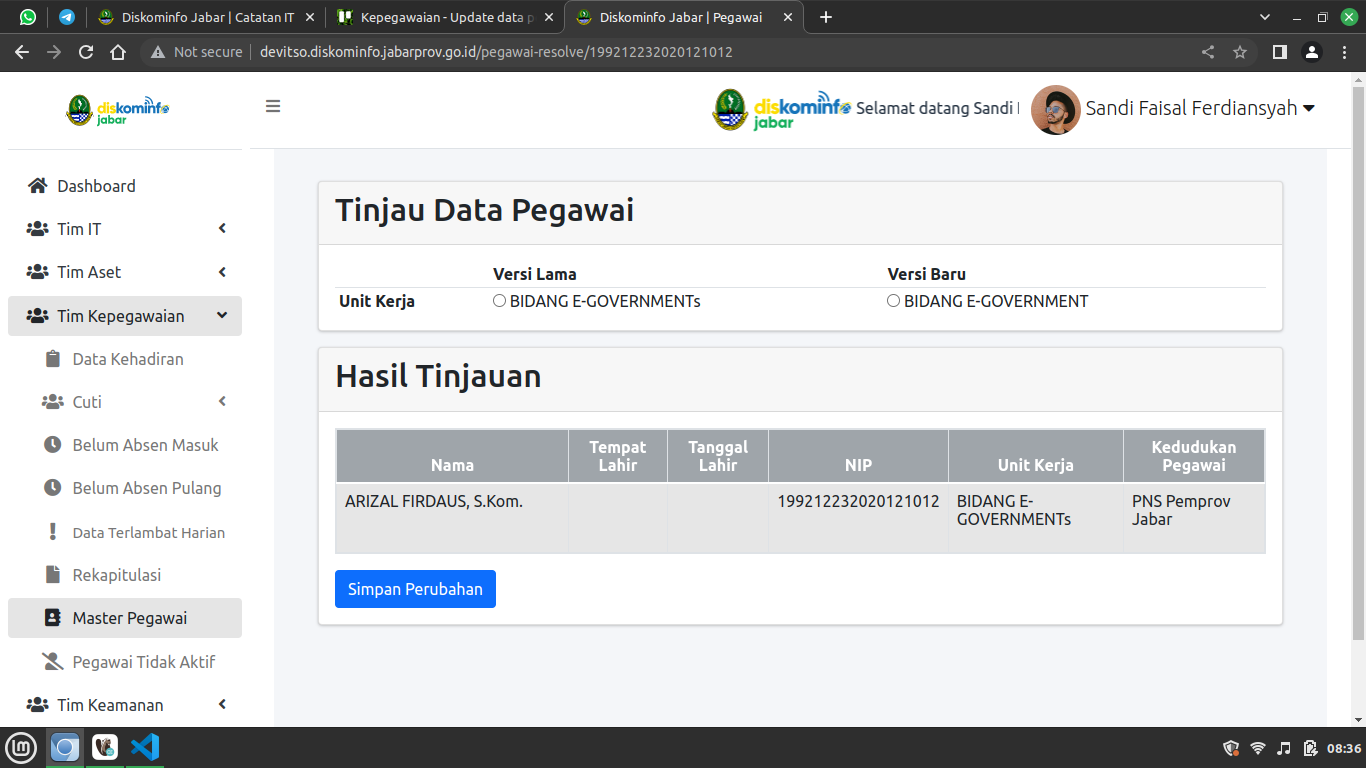 Diskominfo Jabar | Catatan IT
Kepegawaian - Update data p
Diskominfo Jabar | Pegawai
Not secure
devitso.diskominfo.jabarprov.go.id/pegawai-resolve/199212232020121012
diskominfo
jabar
diskominfo
jabar
Selamat datang Sandi
Sandi Faisal Ferdiansyah
Dashboard
Tim IT
Tim Aset
Tim Kepegawaian
Data Kehadiran
Cuti
Belum Absen Masuk
Belum Absen Pulang
Data Terlambat Harian
Rekapitulasi
Master Pegawai
Pegawai Tidak Aktif
Tim Keamanan
Tinjau Data Pegawai
Versi Lama Versi Baru
Unit Kerja BIDANG E-GOVERNMENTs BIDANG E-GOVERNMENT
Hasil Tinjauan
Nama
Tempat
Lahir
Tanggal
Lahir
NIP
Unit Kerja
Kedudukan
Pegawai
ARIZAL FIRDAUS, S.Kom.
199212232020121012
BIDANG E-
GOVERNMENTs
PNS Pemprov
Jabar
Simpan Perubahan
08:36